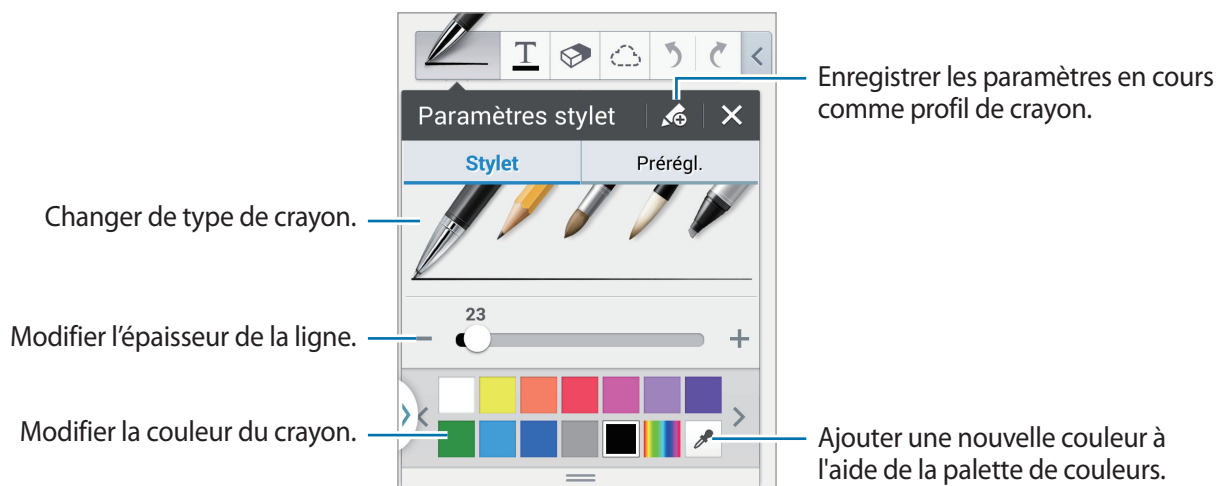 T
Enregistrer les paramètres en cours
comme profil de crayon.
Paramètres stylet
Stylet
Prérégl.
Changer de type de crayon.
23
Modifier l’épaisseur de la ligne.
Modifier la couleur du crayon.
Ajouter une nouvelle couleur à
l'aide de la palette de couleurs.